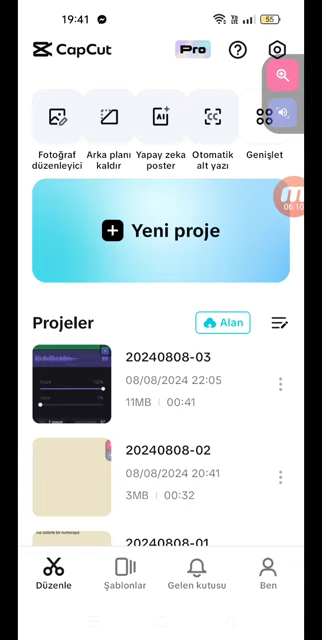 19:41
55
CapCut
Pro
Fotoğraf düzenleyici
Arka planı kaldır
AI
Yapay zeka poster
CC
Otomatik alt yazı
Genişlet
06:10
Yeni proje
Projeler
Alan
20240808-03
08/08/2024 22:05
11MB
00:41
20240808-02
08/08/2024 20:41
3MB
00:32
20240808-01
Düzenle
Şablonlar
Gelen kutusu
Ben